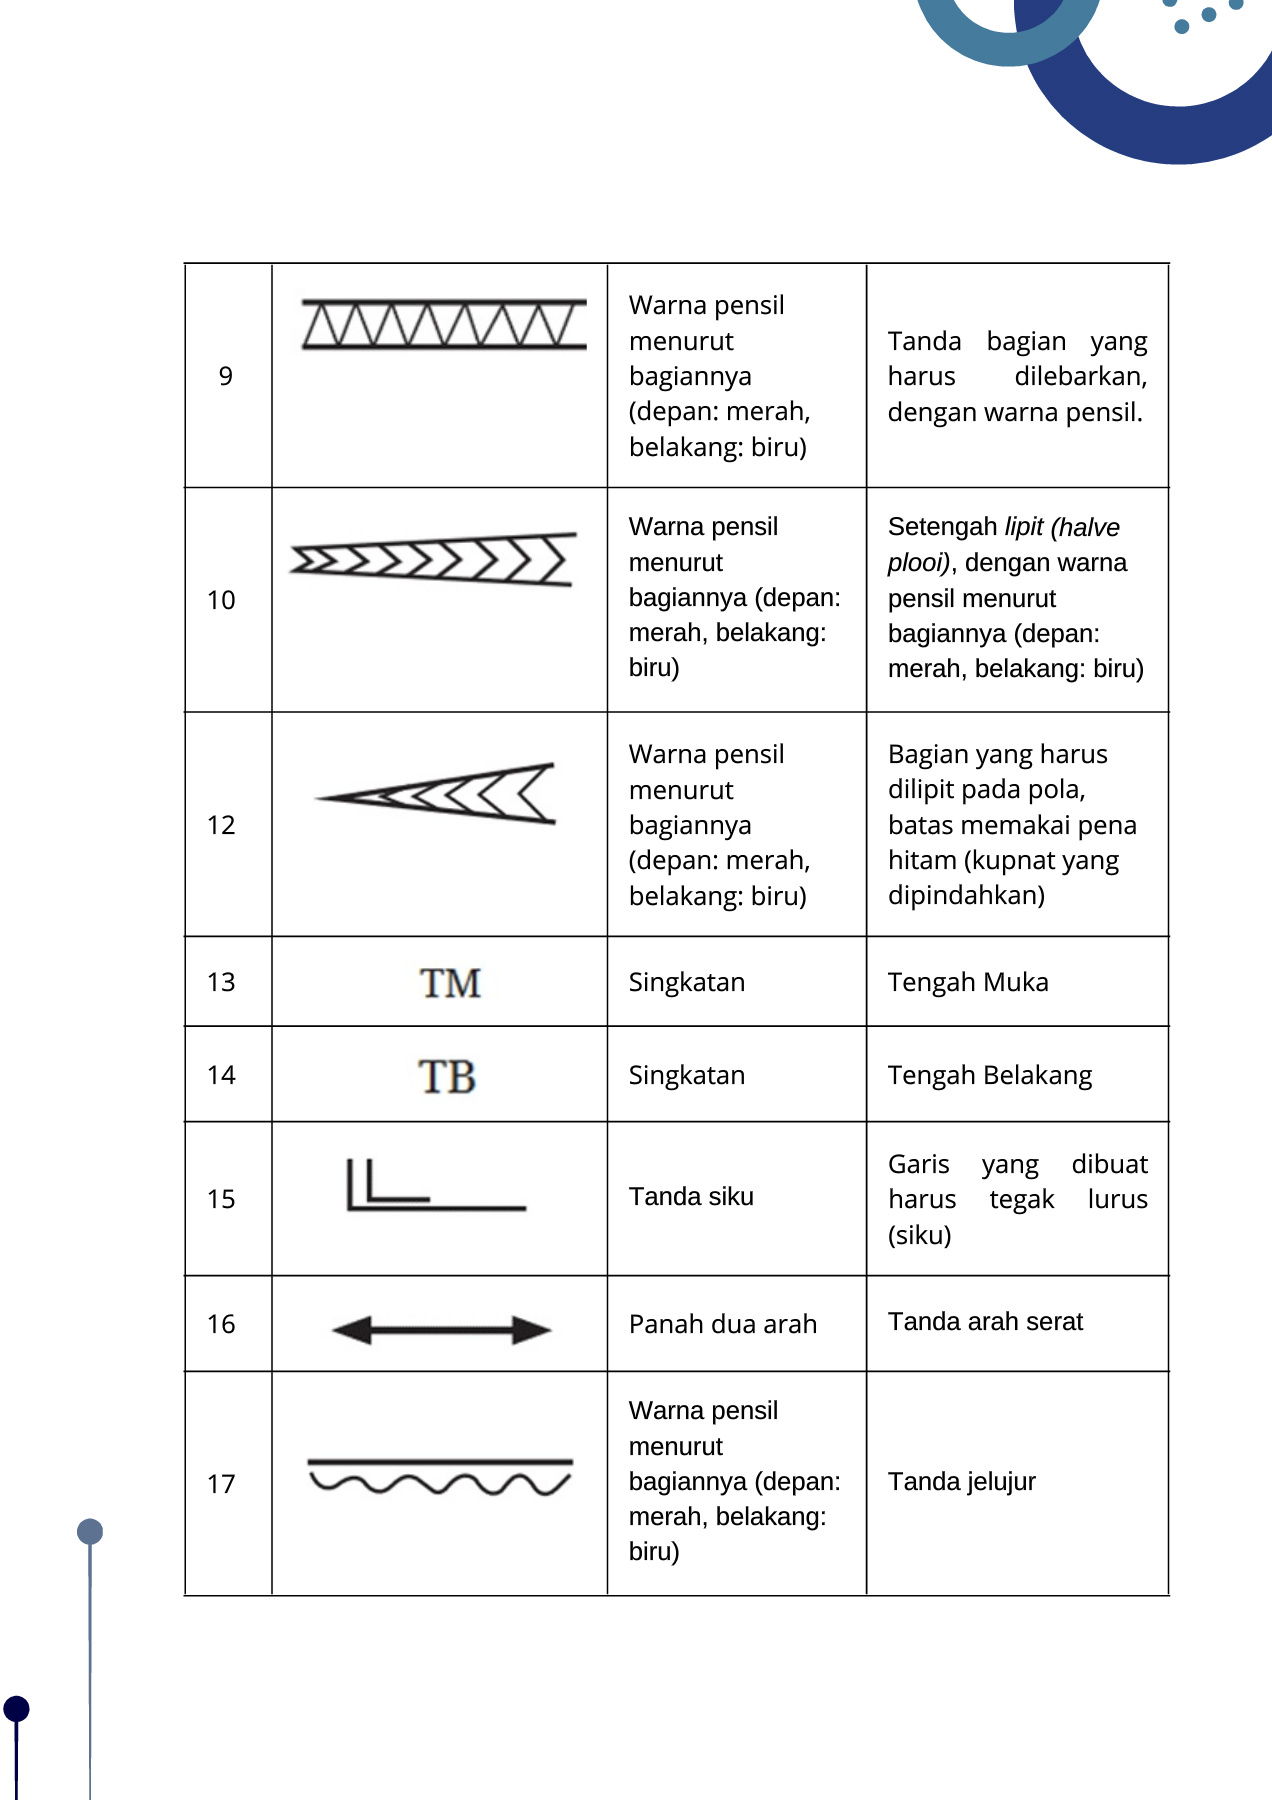 9
Warna pensil
menurut
bagiannya
(depan: merah,
belakang: biru)
Tanda bagian yang
harus dilebarkan,
dengan warna pensil.
10
Warna pensil
menurut
bagiannya (depan:
merah, belakang:
biru)
Setengah lipit (halve
plooi), dengan warna
pensil menurut
bagiannya (depan:
merah, belakang: biru)
12
Warna pensil
menurut
bagiannya
(depan: merah,
belakang: biru)
Bagian yang harus
dilipit pada pola,
batas memakai pena
hitam (kupnat yang
dipindahkan)
13
TM
Singkatan
Tengah Muka
14
TB
Singkatan
Tengah Belakang
15
Tanda siku
Garis yang dibuat
harus tegak lurus
(siku)
16
Panah dua arah
Tanda arah serat
17
Warna pensil
menurut
bagiannya (depan:
merah, belakang:
biru)
Tanda jelujur